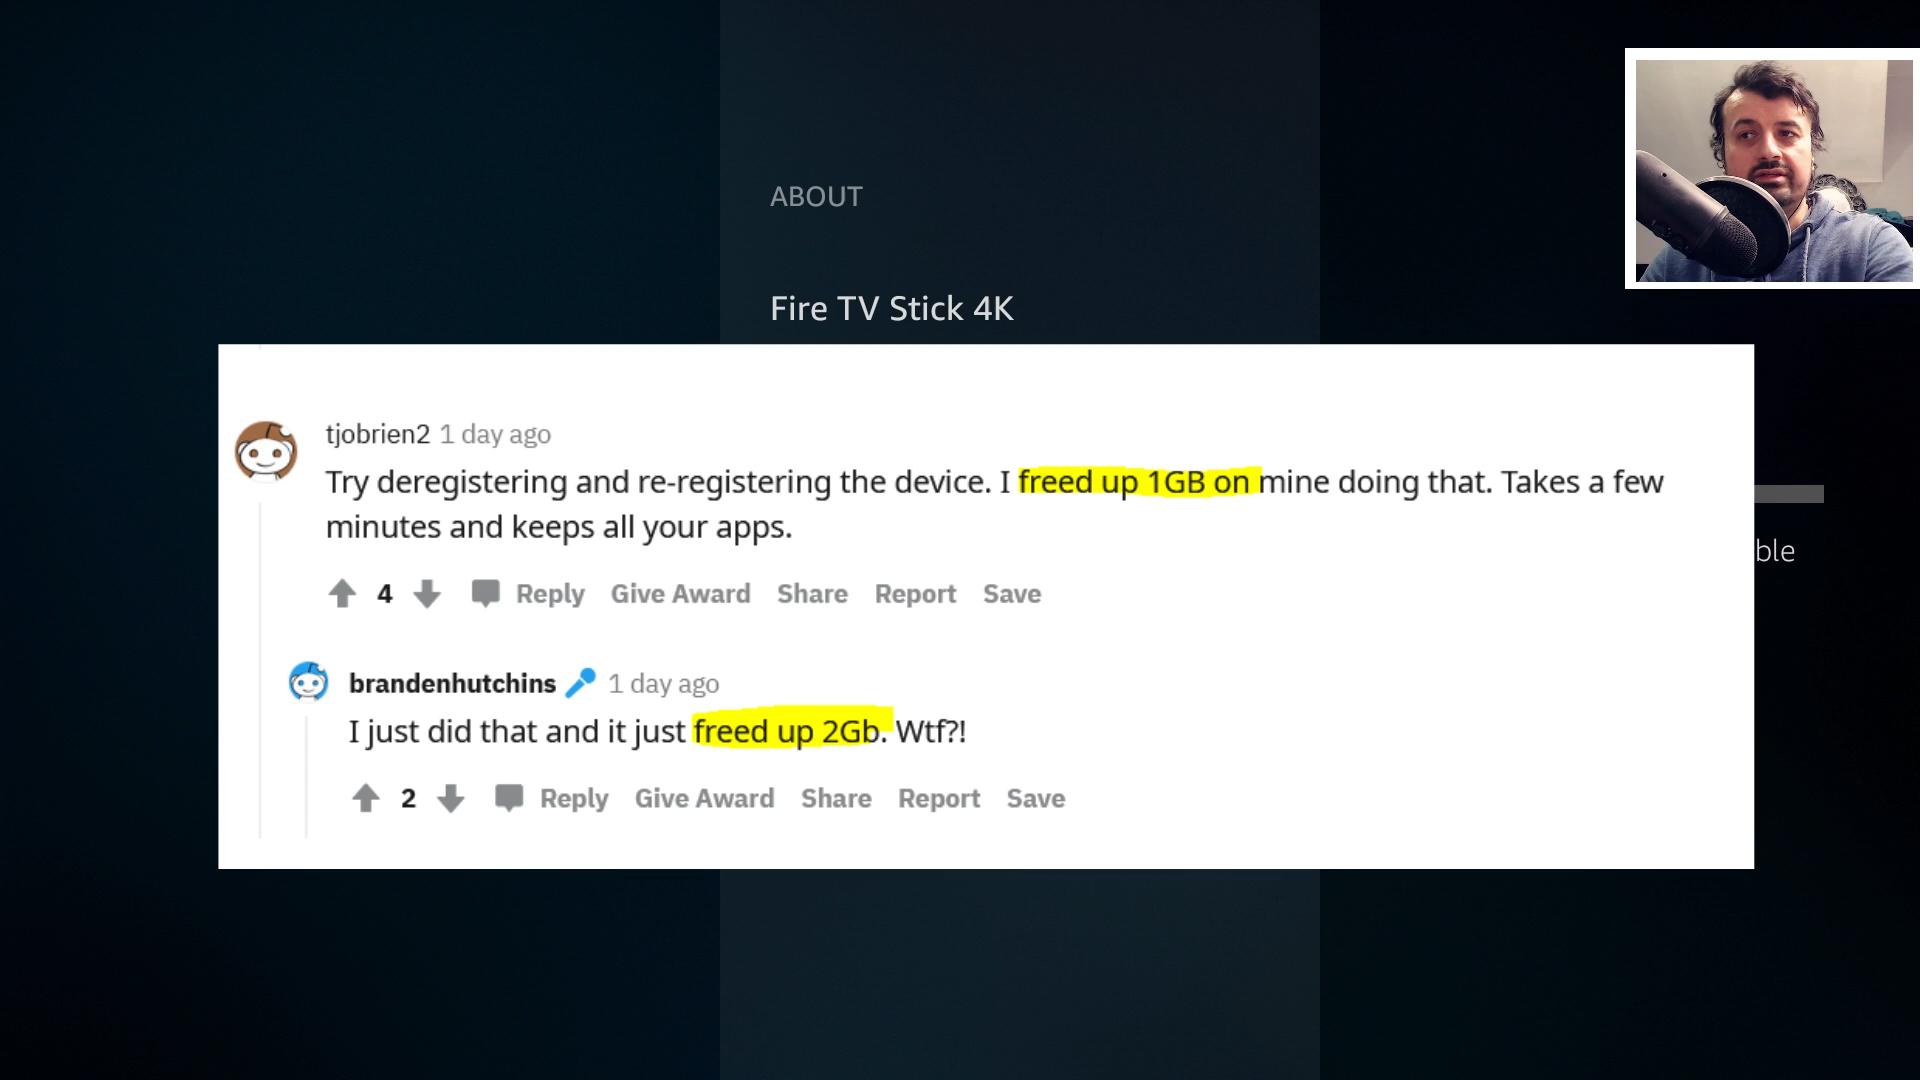 ABOUT
Fire TV Stick 4K
tjobrien2 1 day ago
Try deregistering and re-registering the device. I freed up 1GB on mine doing that. Takes a few
minutes and keeps all your apps.
4 Reply Give Award Share Report Save
brandenhutchins 1 day ago
I just did that and it just freed up 2Gb. Wtf?!
2 Reply Give Award Share Report Save
ble